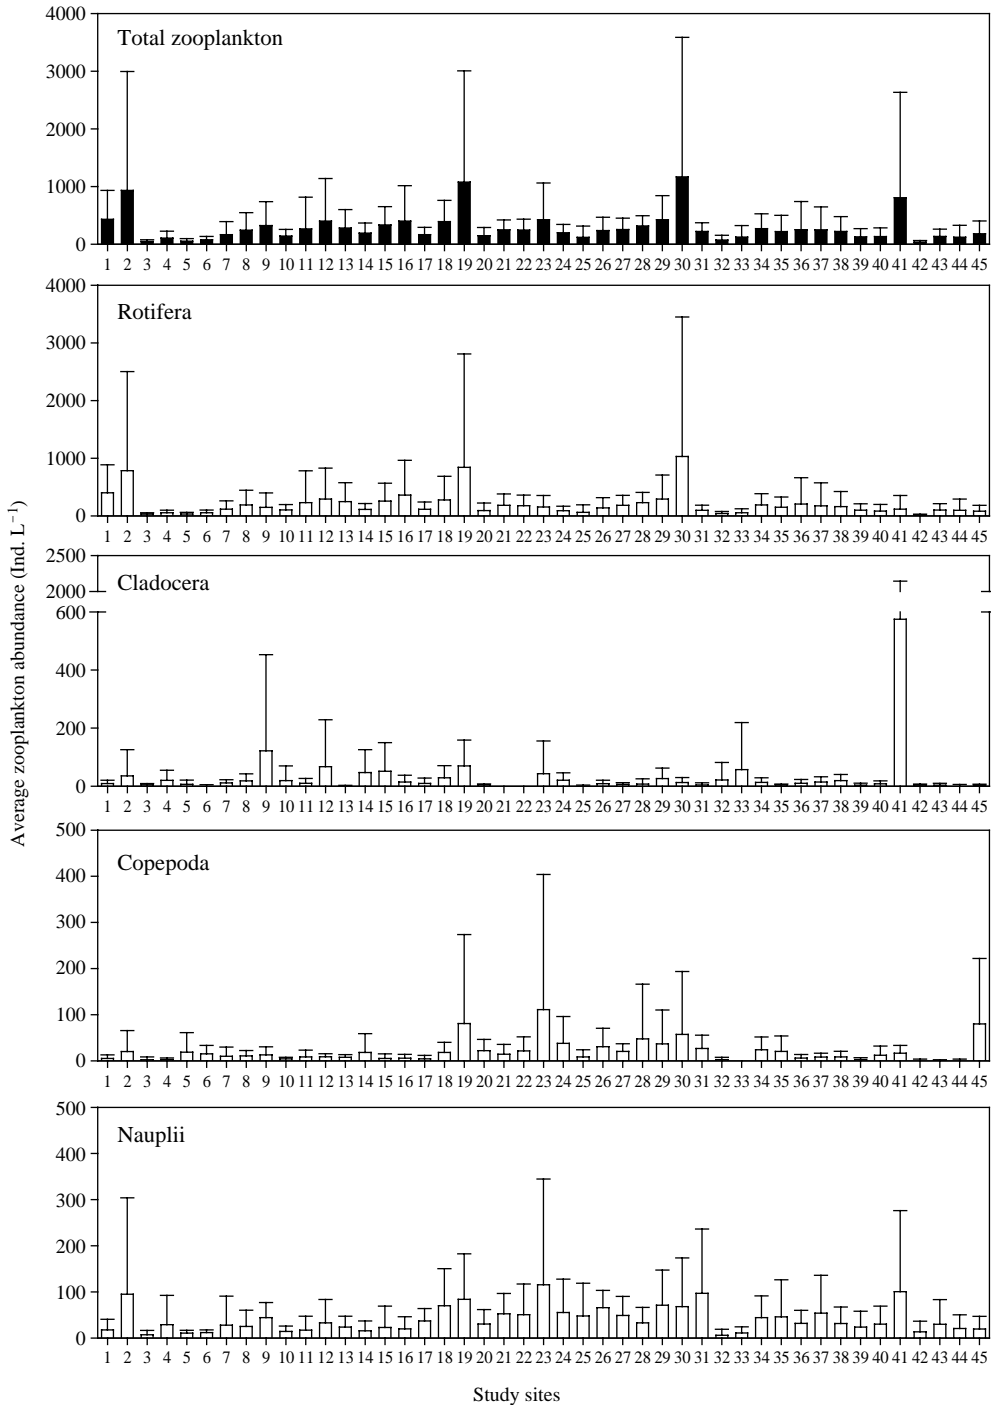 Average zooplankton abundance (Ind. L⁻¹)
4000
3000
2000
1000
0
Total zooplankton
1 2 3 4 5 6 7 8 9 10 11 12 13 14 15 16 17 18 19 20 21 22 23 24 25 26 27 28 29 30 31 32 33 34 35 36 37 38 39 40 41 42 43 44 45
4000
3000
2000
1000
0
Rotifera
1 2 3 4 5 6 7 8 9 10 11 12 13 14 15 16 17 18 19 20 21 22 23 24 25 26 27 28 29 30 31 32 33 34 35 36 37 38 39 40 41 42 43 44 45
2500
2000
600
400
200
0
Cladocera
1 2 3 4 5 6 7 8 9 10 11 12 13 14 15 16 17 18 19 20 21 22 23 24 25 26 27 28 29 30 31 32 33 34 35 36 37 38 39 40 41 42 43 44 45
500
400
300
200
100
0
Copepoda
1 2 3 4 5 6 7 8 9 10 11 12 13 14 15 16 17 18 19 20 21 22 23 24 25 26 27 28 29 30 31 32 33 34 35 36 37 38 39 40 41 42 43 44 45
500
400
300
200
100
0
Nauplii
1 2 3 4 5 6 7 8 9 10 11 12 13 14 15 16 17 18 19 20 21 22 23 24 25 26 27 28 29 30 31 32 33 34 35 36 37 38 39 40 41 42 43 44 45
Study sites